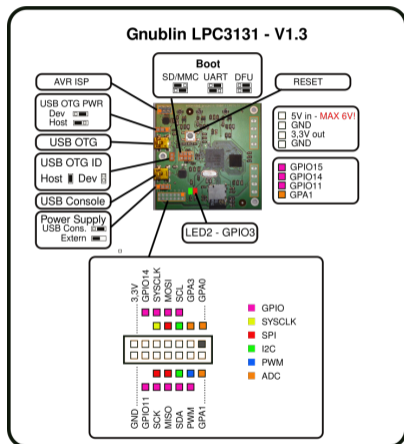 Gnublin LPC3131 - V1.3
Boot
SD/MMC UART DFU
AVR ISP
RESET
USB OTG PWR
Dev
Host
USB OTG
USB OTG ID
Host Dev
USB Console
Power Supply
USB Cons.
Extern
5V in - MAX 6V!
GND
3,3V out
GND
GPIO15
GPIO14
GPIO11
GPA1
LED2 - GPIO3
3,3V
GPIO14
SYSCLK
MOSI
SCL
GPA3
GPA0
GPIO
SYSCLK
SPI
I2C
PWM
ADC
GND
GPIO11
SCK
MISO
SDA
PWM
GPA1